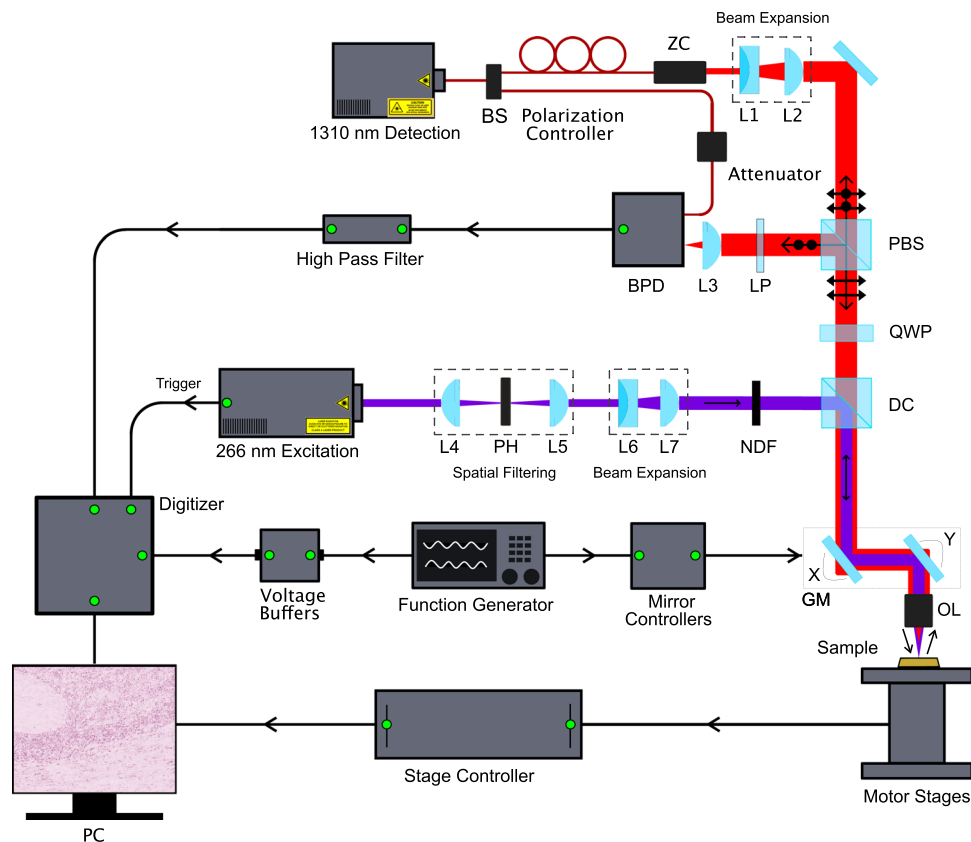 Beam Expansion
ZC
1310 nm Detection
BS
Polarization
Controller
L1
L2
Attenuator
PBS
High Pass Filter
BPD
L3
LP
QWP
Trigger
DC
266 nm Excitation
L4
PH
L5
L6
L7
NDF
Spatial Filtering
Beam Expansion
Digitizer
Voltage
Buffers
Function Generator
Mirror
Controllers
X
Y
GM
OL
Sample
Stage Controller
Motor Stages
PC